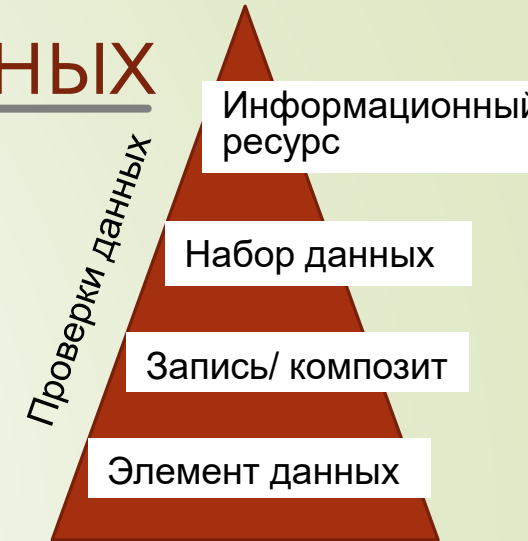 НЫХ
Информационный
ресурс
Проверки данных
Набор данных
Запись/ композит
Элемент данных